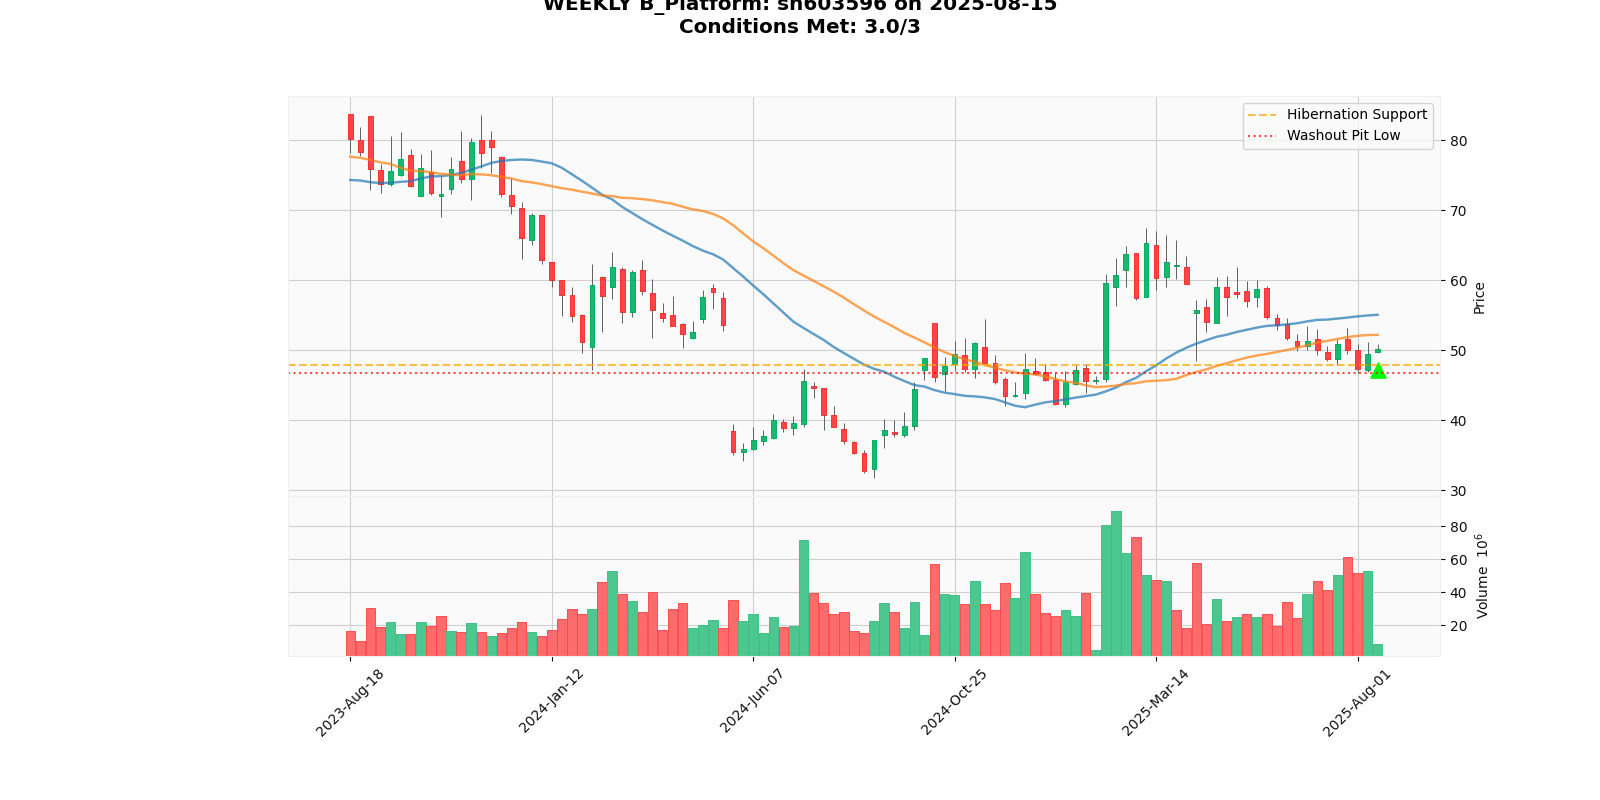 WEEKLY B_Platform: sh603596 on 2025-08-15
Conditions Met: 3.0/3
Hibernation Support
Washout Pit Low
80
70
60
50
40
30
Price
80
60
40
20
Volume 10^6
2023-Aug-18
2024-Jan-12
2024-Jun-07
2024-Oct-25
2025-Mar-14
2025-Aug-01